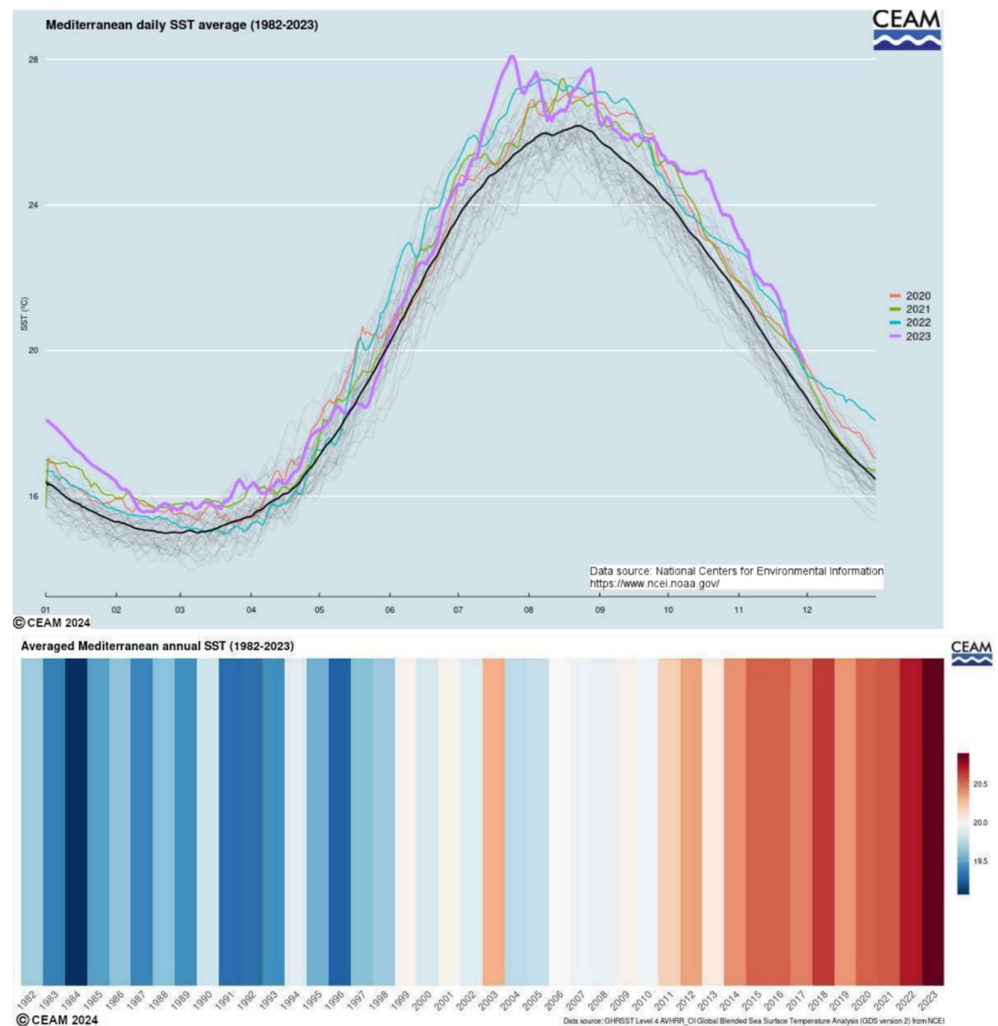 Mediterranean daily SST average (1982-2023)
CEAM
28
24
20
16
SST (ºC)
2020
2021
2022
2023
Data source: National Centers for Environmental Information
https://www.ncei.noaa.gov/
01 02 03 04 05 06 07 08 09 10 11 12
© CEAM 2024
Averaged Mediterranean annual SST (1982-2023)
CEAM
20.5
20.0
19.5
1982 1983 1984 1985 1986 1987 1988 1989 1990 1991 1992 1993 1994 1995 1996 1997 1998 1999 2000 2001 2002 2003 2004 2005 2006 2007 2008 2009 2010 2011 2012 2013 2014 2015 2016 2017 2018 2019 2020 2021 2022 2023
© CEAM 2024
Data source: GHRSST Level 4 AVHRR_OI Global Blended Sea Surface Temperature Analysis (GDS version 2) from NCEI